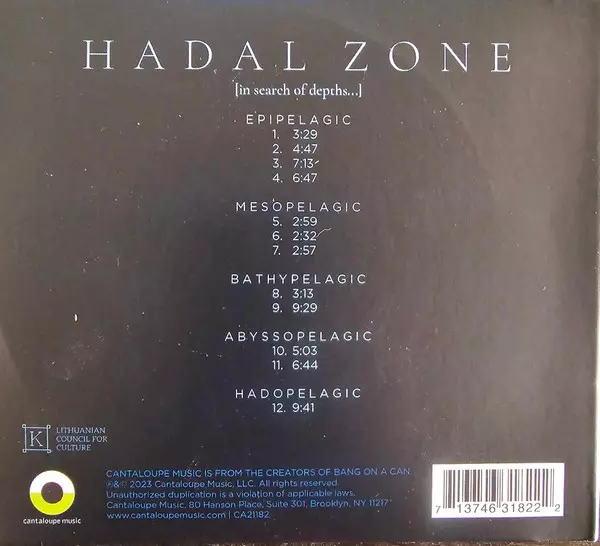 HADAL ZONE
[in search of depths...]
EPIPELAGIC
1. 3:29
2. 4:47
3. 7:13
4. 6:47
MESOPELAGIC
5. 2:59
6. 2:32
7. 2:57
BATHYPELAGIC
8. 3:13
9. 9:29
ABYSSOPELAGIC
10. 5:03
11. 6:44
HADOPELAGIC
12. 9:41
K
LITHUANIAN
COUNCIL FOR
CULTURE
cantaloupe music
CANTALOUPE MUSIC IS FROM THE CREATORS OF BANG ON A CAN
℗&© 2023 Cantaloupe Music, LLC. All rights reserved.
Unauthorized duplication is a violation of applicable laws.
Cantaloupe Music, 80 Hanson Place, Suite 301, Brooklyn, NY 11217
www.cantaloupemusic.com | CA21182
7 13746 31822 2